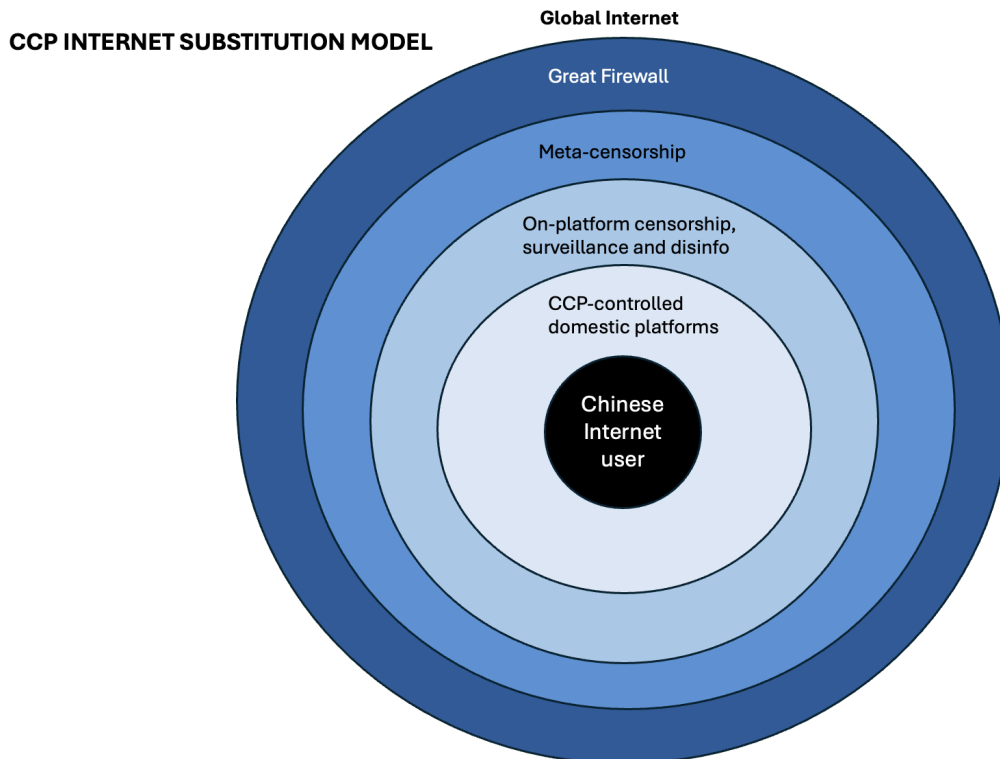 Global Internet
CCP INTERNET SUBSTITUTION MODEL
Great Firewall
Meta-censorship
On-platform censorship,
surveillance and disinfo
CCP-controlled
domestic platforms
Chinese
Internet
user